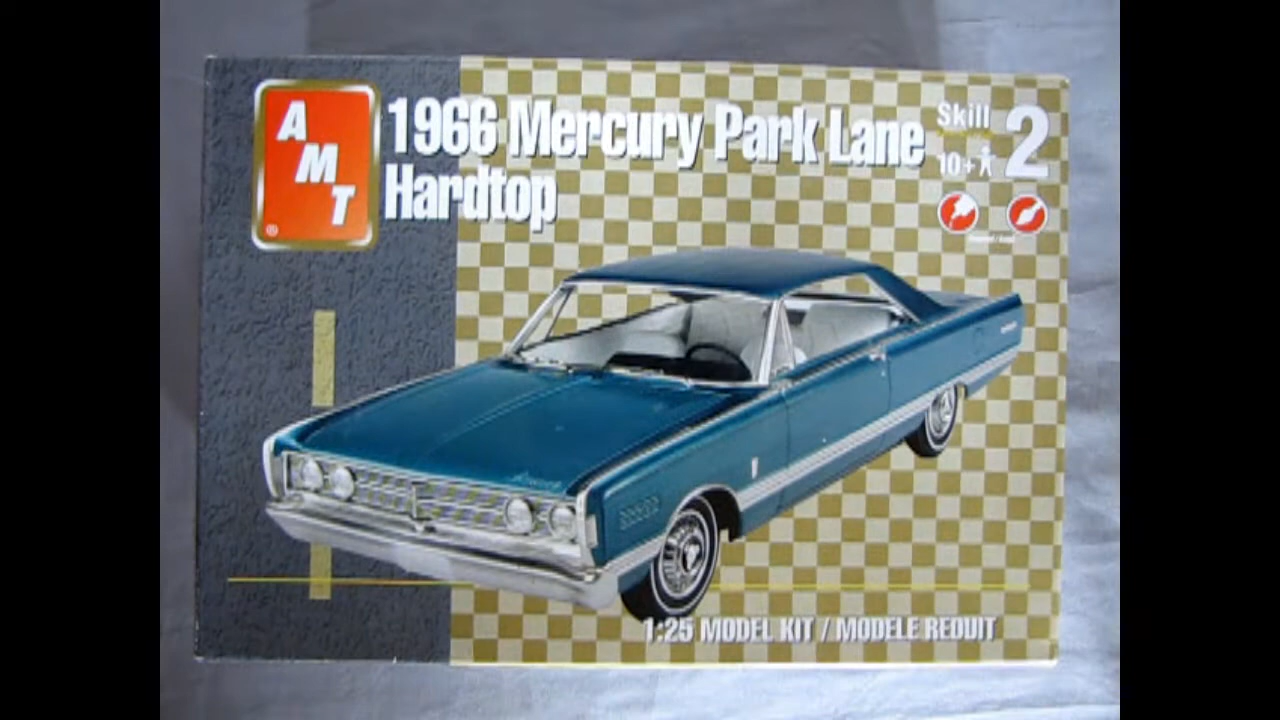 AMT
®
1966 Mercury Park Lane
Hardtop
Skill 2
10+
1:25 MODEL KIT / MODELE REDUIT